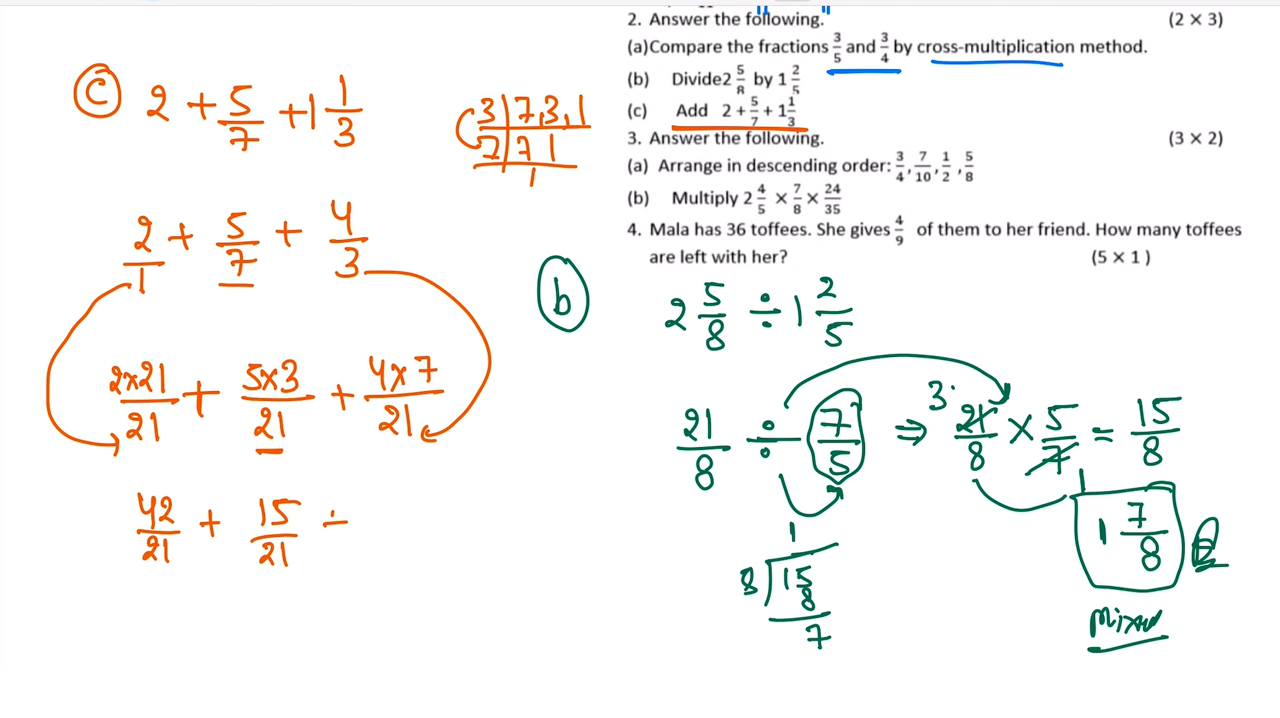 2. Answer the following. (2 × 3)
(a)Compare the fractions 3/5 and 3/4 by cross-multiplication method.
(b) Divide2 5/8 by 1 2/5
(c) Add 2 + 5/7 + 1 1/3
3. Answer the following. (3 × 2)
(a) Arrange in descending order: 3/4, 7/10, 1/2, 5/8
(b) Multiply 2 4/5 × 7/8 × 24/35
4. Mala has 36 toffees. She gives 4/9 of them to her friend. How many toffees
are left with her? (5 × 1 )
c 2 + 5/7 + 1 1/3
3 | 7, 3, 1
7 | 7 1
1
2/1 + 5/7 + 4/3
2×21/21 + 5×3/21 + 4×7/21
42/21 + 15/21 +
b
2 5/8 ÷ 1 2/5
21/8 ÷ 7/5 ⇒ 21/8 × 5/7 = 15/8
3
1
1 7/8
1
8 ) 15
8
7
Mixed